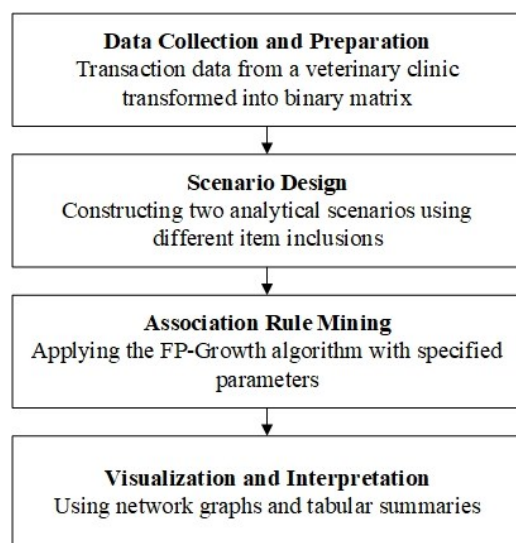 Data Collection and Preparation
Transaction data from a veterinary clinic
transformed into binary matrix
Scenario Design
Constructing two analytical scenarios using
different item inclusions
Association Rule Mining
Applying the FP-Growth algorithm with specified
parameters
Visualization and Interpretation
Using network graphs and tabular summaries